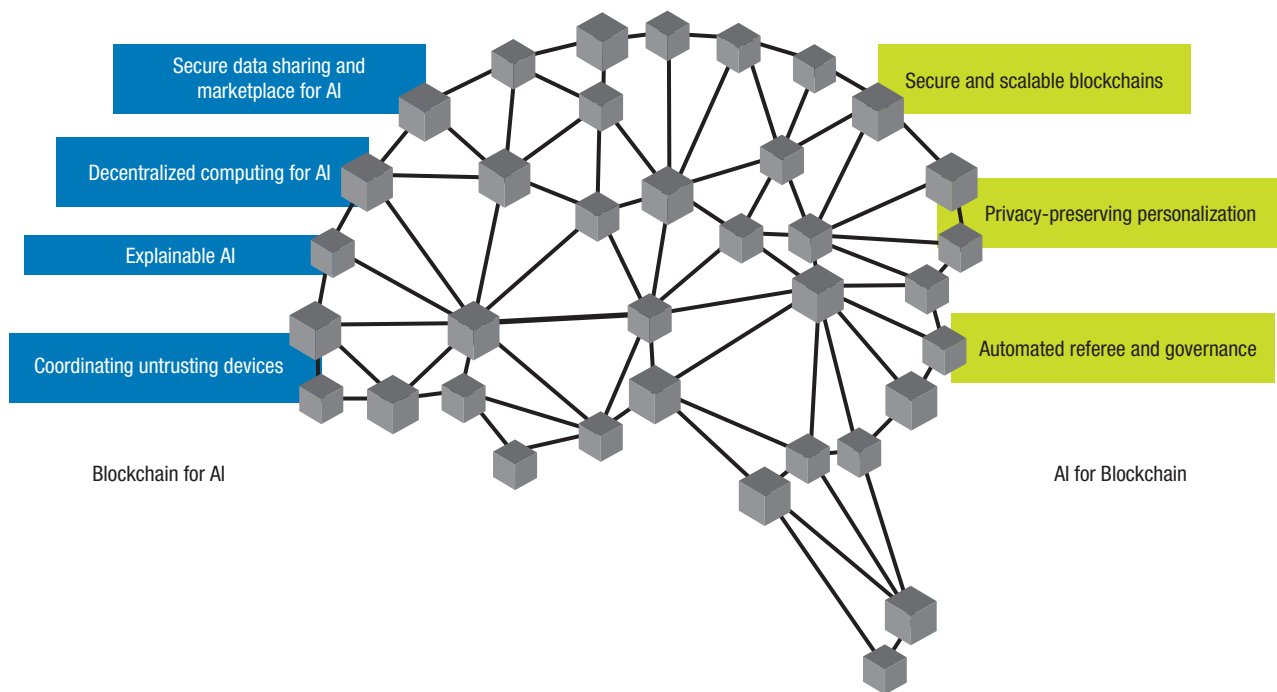 Secure data sharing and
marketplace for AI
Decentralized computing for AI
Explainable AI
Coordinating untrusting devices
Blockchain for AI
Secure and scalable blockchains
Privacy-preserving personalization
Automated referee and governance
AI for Blockchain